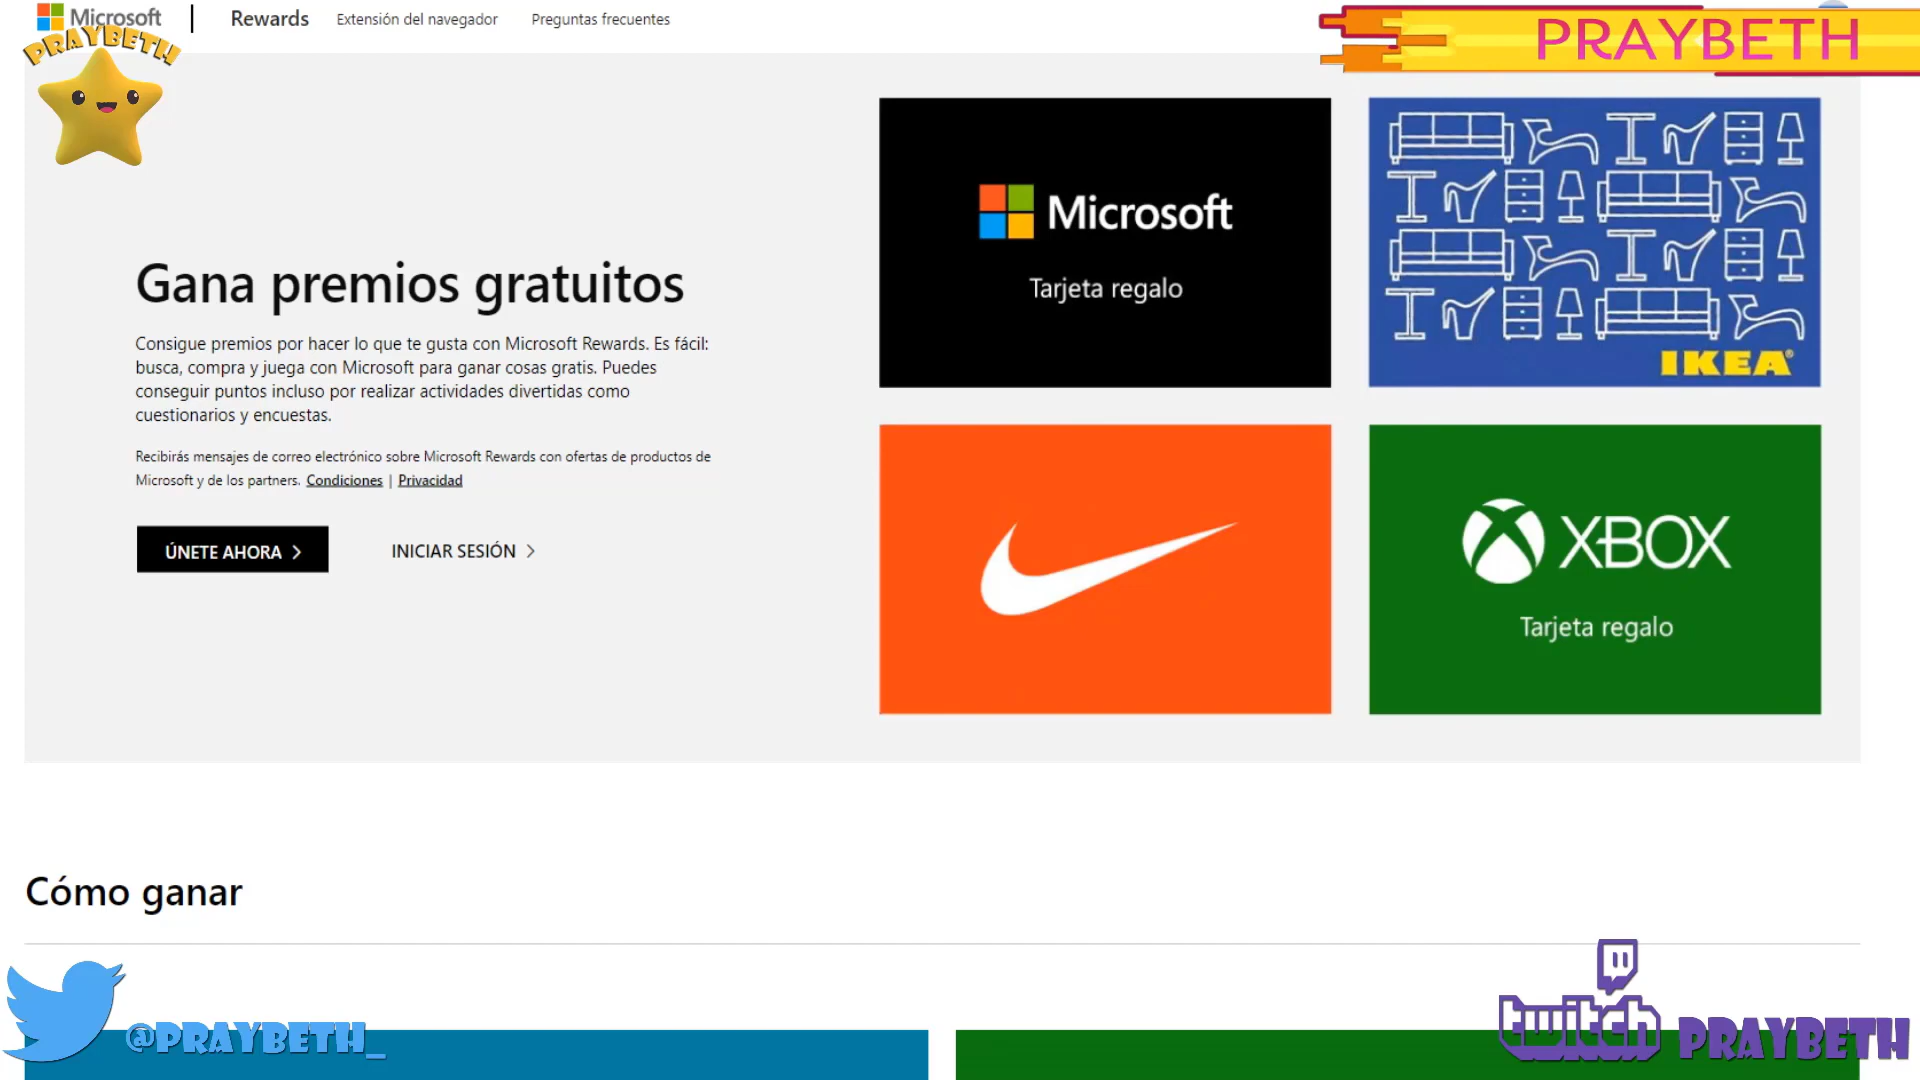 Microsoft
Rewards
Extensión del navegador
Preguntas frecuentes
PRAYBETH
PRAYBETH
Gana premios gratuitos
Consigue premios por hacer lo que te gusta con Microsoft Rewards. Es fácil:
busca, compra y juega con Microsoft para ganar cosas gratis. Puedes
conseguir puntos incluso por realizar actividades divertidas como
cuestionarios y encuestas.
Recibirás mensajes de correo electrónico sobre Microsoft Rewards con ofertas de productos de
Microsoft y de los partners. Condiciones | Privacidad
ÚNETE AHORA
INICIAR SESIÓN
Microsoft
Tarjeta regalo
IKEA®
XBOX
Tarjeta regalo
Cómo ganar
@PRAYBETH_
twitch PRAYBETH